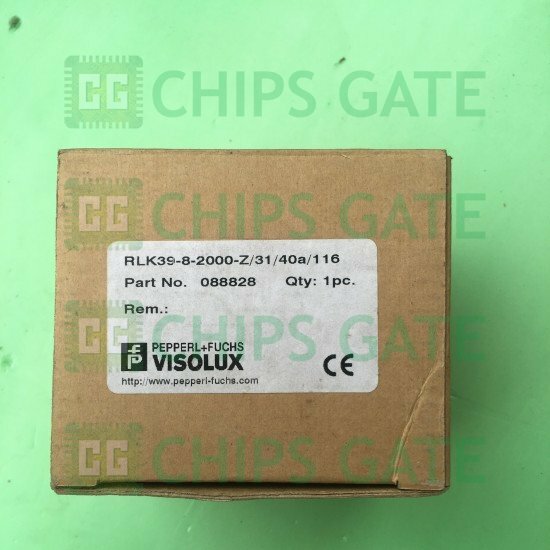 CG CHIPS GATE
CG CHIPS GATE
RLK39-8-2000-Z/31/40a/116
Part No. 088828 Qty: 1pc.
Rem.:
CG CHIPS GATE
PEPPERL+FUCHS
VISOLUX
CE
http://www.pepperl-fuchs.com
CG CHIPS GATE